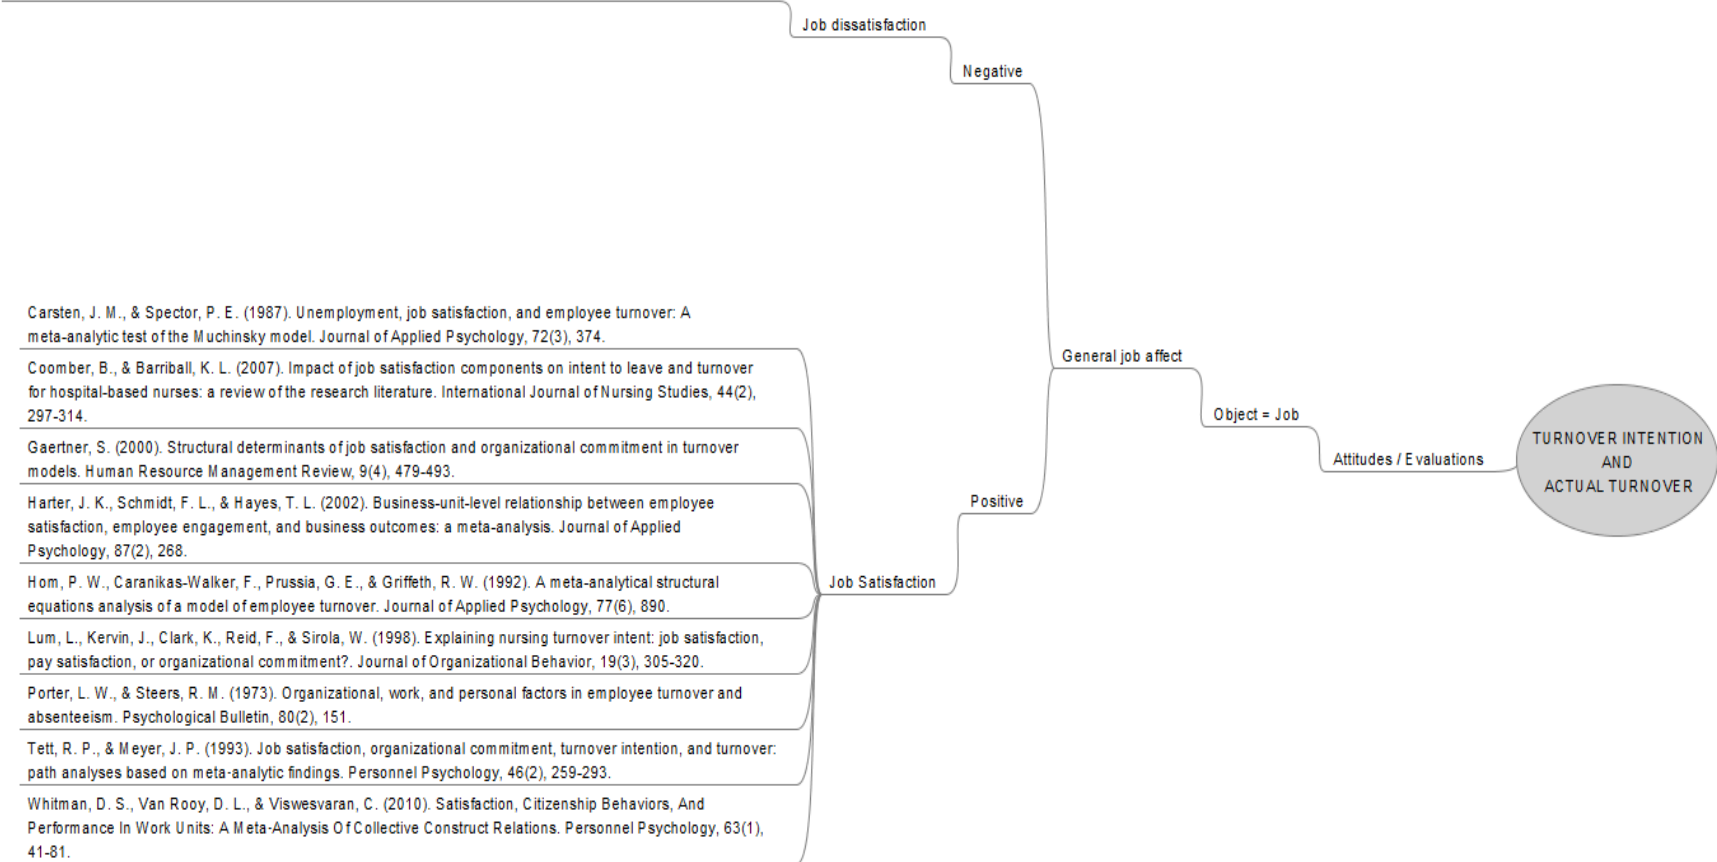 Job dissatisfaction
Negative
Carsten, J. M., & Spector, P. E. (1987). Unemployment, job satisfaction, and employee turnover: A
meta-analytic test of the Muchinsky model. Journal of Applied Psychology, 72(3), 374.
Coomber, B., & Barriball, K. L. (2007). Impact of job satisfaction components on intent to leave and turnover
for hospital-based nurses: a review of the research literature. International Journal of Nursing Studies, 44(2),
297-314.
Gaertner, S. (2000). Structural determinants of job satisfaction and organizational commitment in turnover
models. Human Resource Management Review, 9(4), 479-493.
Harter, J. K., Schmidt, F. L., & Hayes, T. L. (2002). Business-unit-level relationship between employee
satisfaction, employee engagement, and business outcomes: a meta-analysis. Journal of Applied
Psychology, 87(2), 268.
Hom, P. W., Caranikas-Walker, F., Prussia, G. E., & Griffeth, R. W. (1992). A meta-analytical structural
equations analysis of a model of employee turnover. Journal of Applied Psychology, 77(6), 890.
Lum, L., Kervin, J., Clark, K., Reid, F., & Sirola, W. (1998). Explaining nursing turnover intent: job satisfaction,
pay satisfaction, or organizational commitment?. Journal of Organizational Behavior, 19(3), 305-320.
Porter, L. W., & Steers, R. M. (1973). Organizational, work, and personal factors in employee turnover and
absenteeism. Psychological Bulletin, 80(2), 151.
Tett, R. P., & Meyer, J. P. (1993). Job satisfaction, organizational commitment, turnover intention, and turnover:
path analyses based on meta-analytic findings. Personnel Psychology, 46(2), 259-293.
Whitman, D. S., Van Rooy, D. L., & Viswesvaran, C. (2010). Satisfaction, Citizenship Behaviors, And
Performance In Work Units: A Meta-Analysis Of Collective Construct Relations. Personnel Psychology, 63(1),
41-81.
Job Satisfaction
Positive
General job affect
Object = Job
Attitudes / Evaluations
TURNOVER INTENTION
AND
ACTUAL TURNOVER